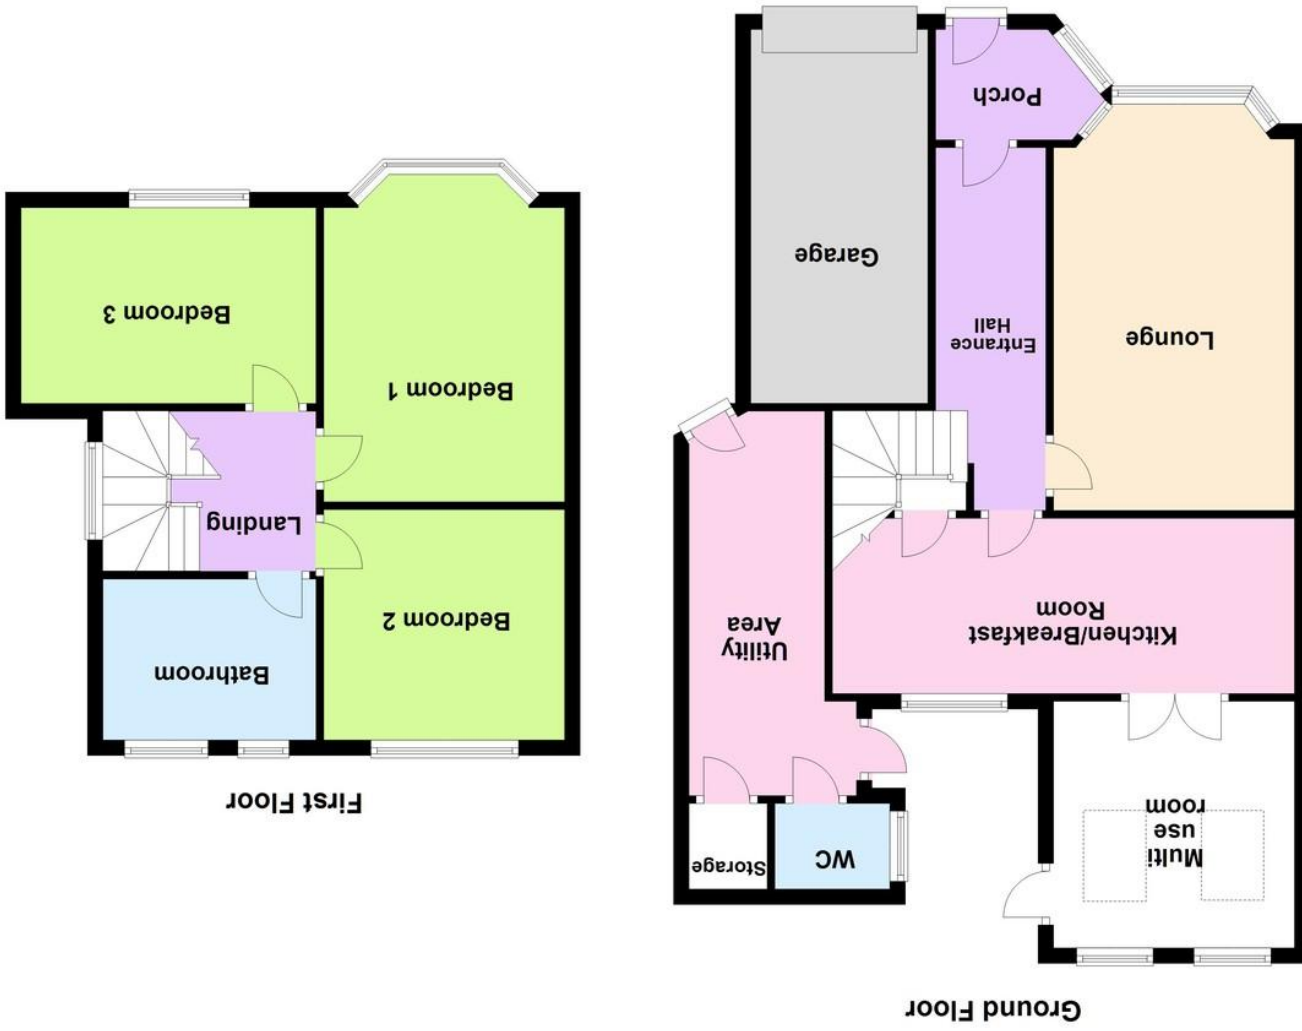 Ground Floor
Multi
use
room
WC
Storage
Kitchen/Breakfast
Room
Utility
Area
Lounge
Entrance
Hall
Garage
Porch
First Floor
Bathroom
Bedroom 2
Landing
Bedroom 1
Bedroom 3